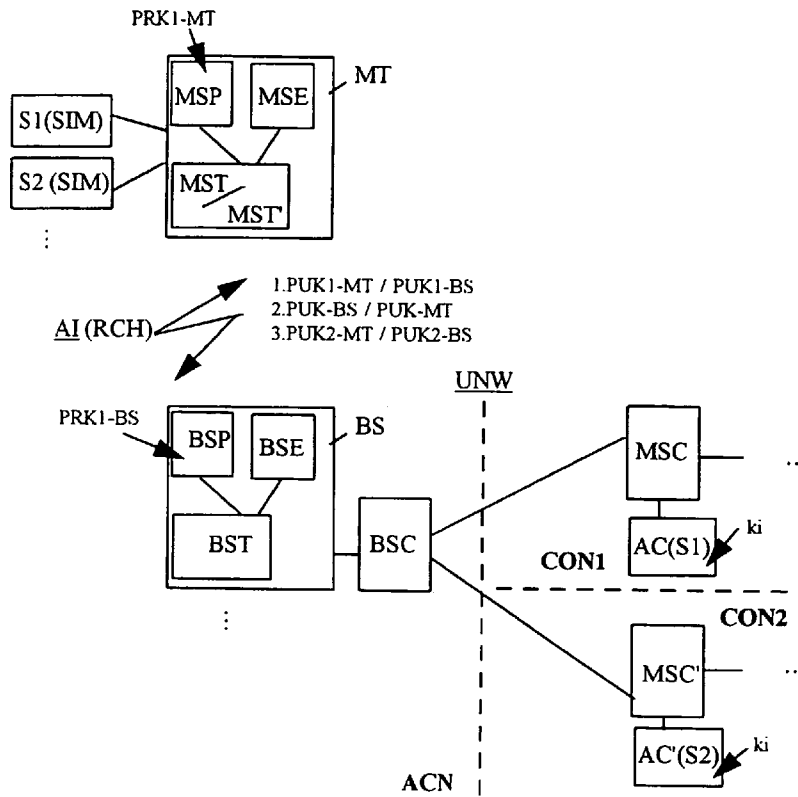 PRK1-MT
MT
MSP
MSE
S1(SIM)
S2 (SIM)
MST
MST'
1.PUK1-MT / PUK1-BS
2.PUK-BS / PUK-MT
3.PUK2-MT / PUK2-BS
AI (RCH)
UNW
PRK1-BS
BS
BSP
BSE
MSC
BST
BSC
ki
AC(S1)
CON1
CON2
MSC'
ki
AC'(S2)
ACN